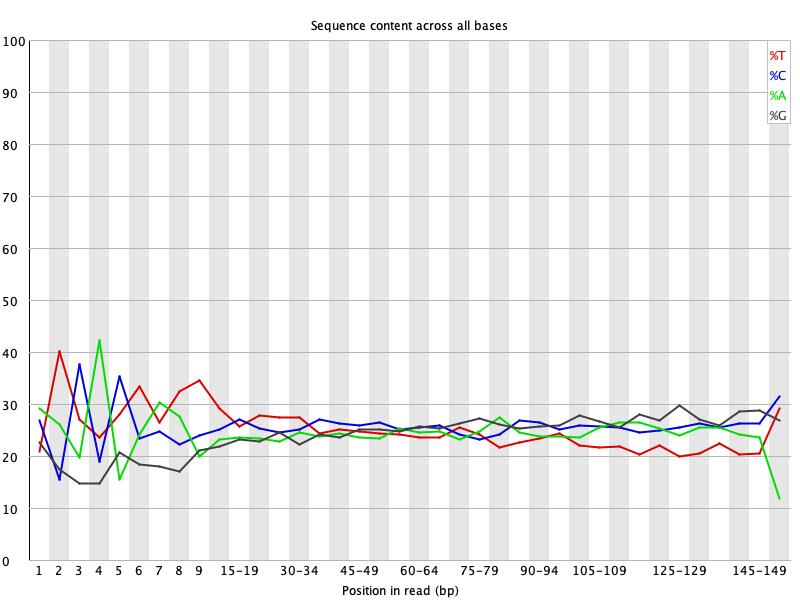 Sequence content across all bases
100
90
80
70
60
50
40
30
20
10
0
%T
%C
%A
%G
1 2 3 4 5 6 7 8 9 15-19 30-34 45-49 60-64 75-79 90-94 105-109 125-129 145-149
Position in read (bp)